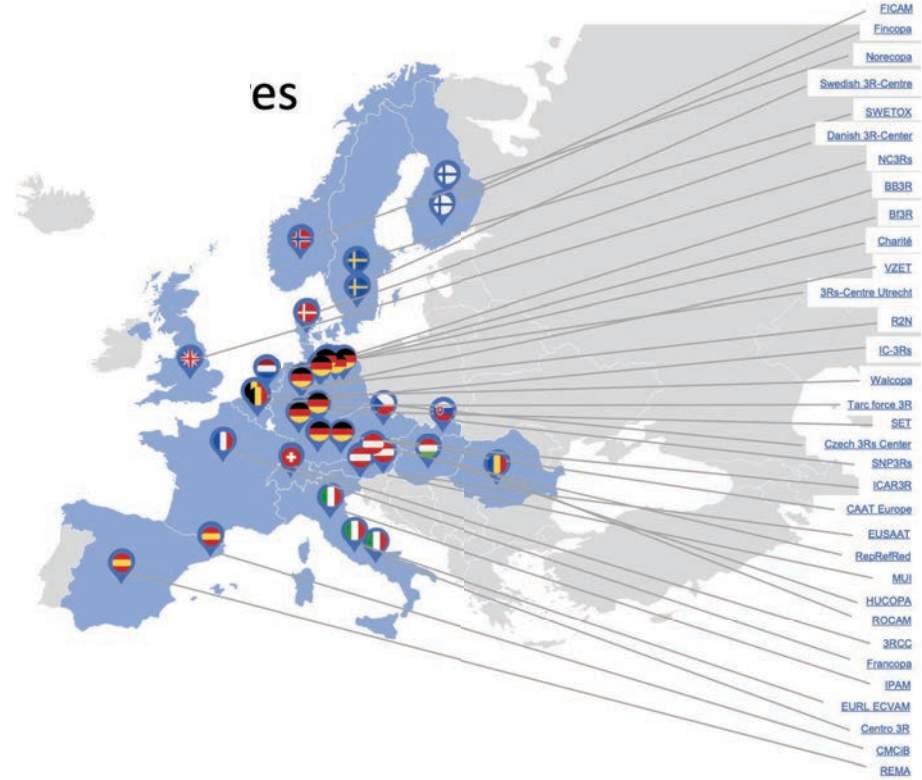 FICAM
Fincopa
Norecopa
Swedish 3R-Centre
SWETOX
Danish 3R-Center
NC3Rs
BB3R
Bf3R
Charité
VZET
3Rs-Centre Utrecht
R2N
IC-3Rs
Walcopa
Tarc force 3R
SET
Czech 3Rs Center
SNP3Rs
ICAR3R
CAAT Europe
EUSAAT
RepRefRed
MUI
HUCOPA
ROCAM
3RCC
Francopa
IPAM
EURL ECVAM
Centro 3R
CMCiB
REMA
es